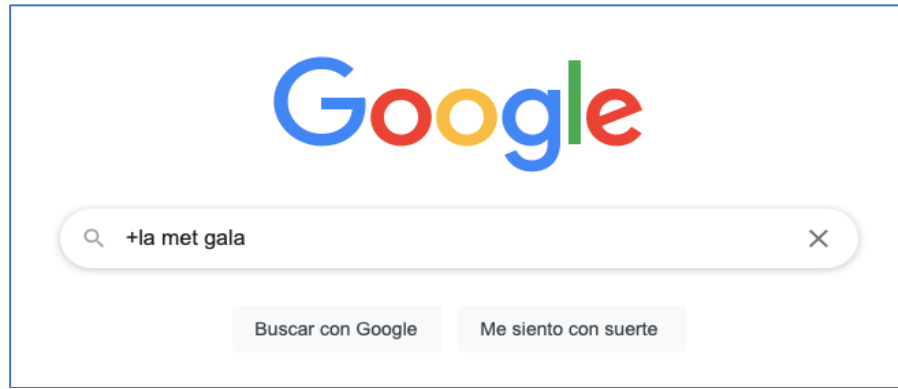 Google
+la met gala
Buscar con Google
Me siento con suerte